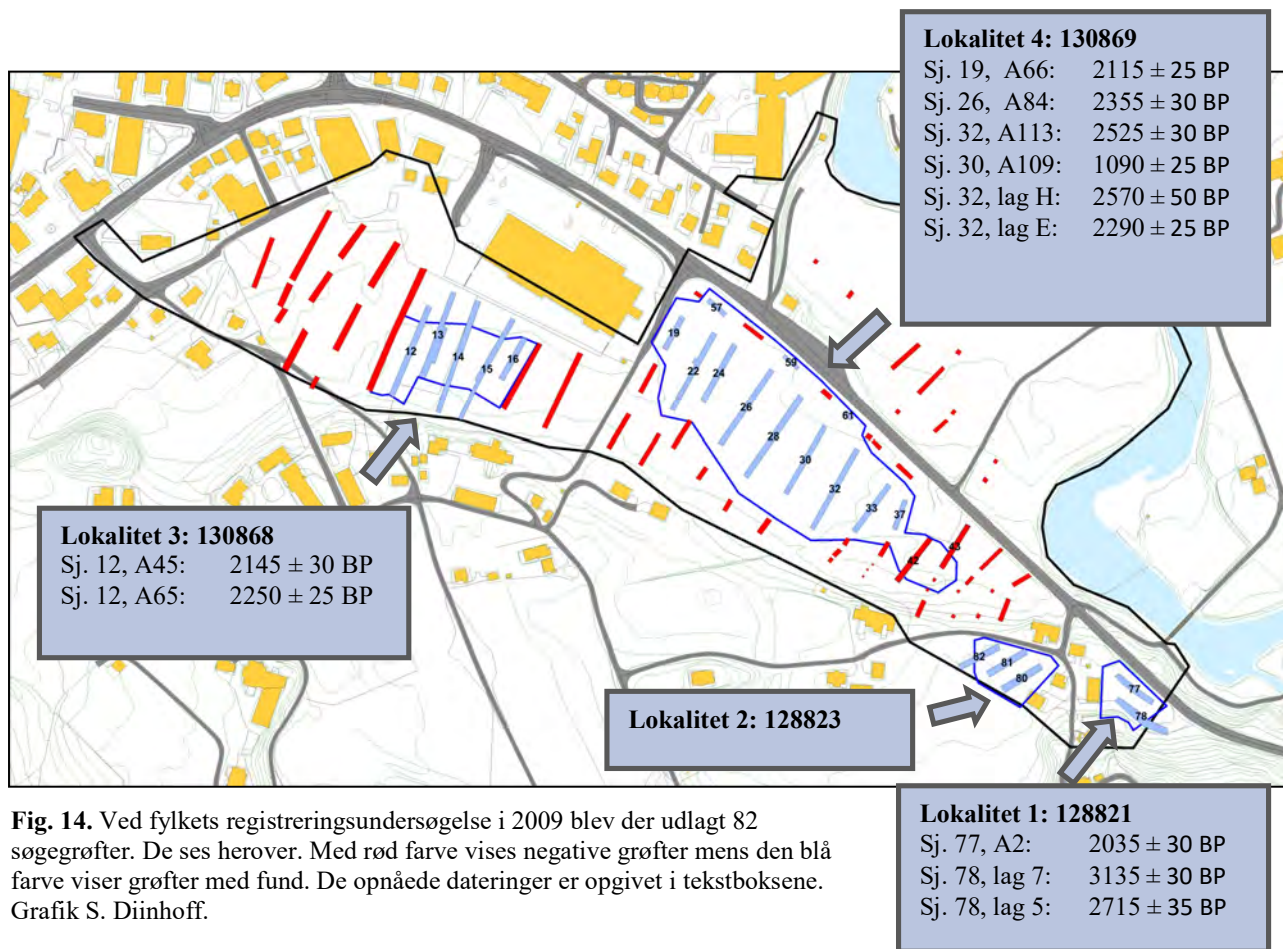 Lokalitet 4: 130869
Sj. 19, A66: 2115 ± 25 BP
Sj. 26, A84: 2355 ± 30 BP
Sj. 32, A113: 2525 ± 30 BP
Sj. 30, A109: 1090 ± 25 BP
Sj. 32, lag H: 2570 ± 50 BP
Sj. 32, lag E: 2290 ± 25 BP
57
19
13
12
16
14
15
59
22
24
26
61
28
30
32
33
37
43
42
Lokalitet 3: 130868
Sj. 12, A45: 2145 ± 30 BP
Sj. 12, A65: 2250 ± 25 BP
82
81
80
77
78
Lokalitet 2: 128823
Lokalitet 1: 128821
Sj. 77, A2: 2035 ± 30 BP
Sj. 78, lag 7: 3135 ± 30 BP
Sj. 78, lag 5: 2715 ± 35 BP
Fig. 14. Ved fylkets registreringsundersøgelse i 2009 blev der udlagt 82
søgegrøfter. De ses herover. Med rød farve vises negative grøfter mens den blå
farve viser grøfter med fund. De opnåede dateringer er opgivet i tekstboksene.
Grafik S. Diinhoff.